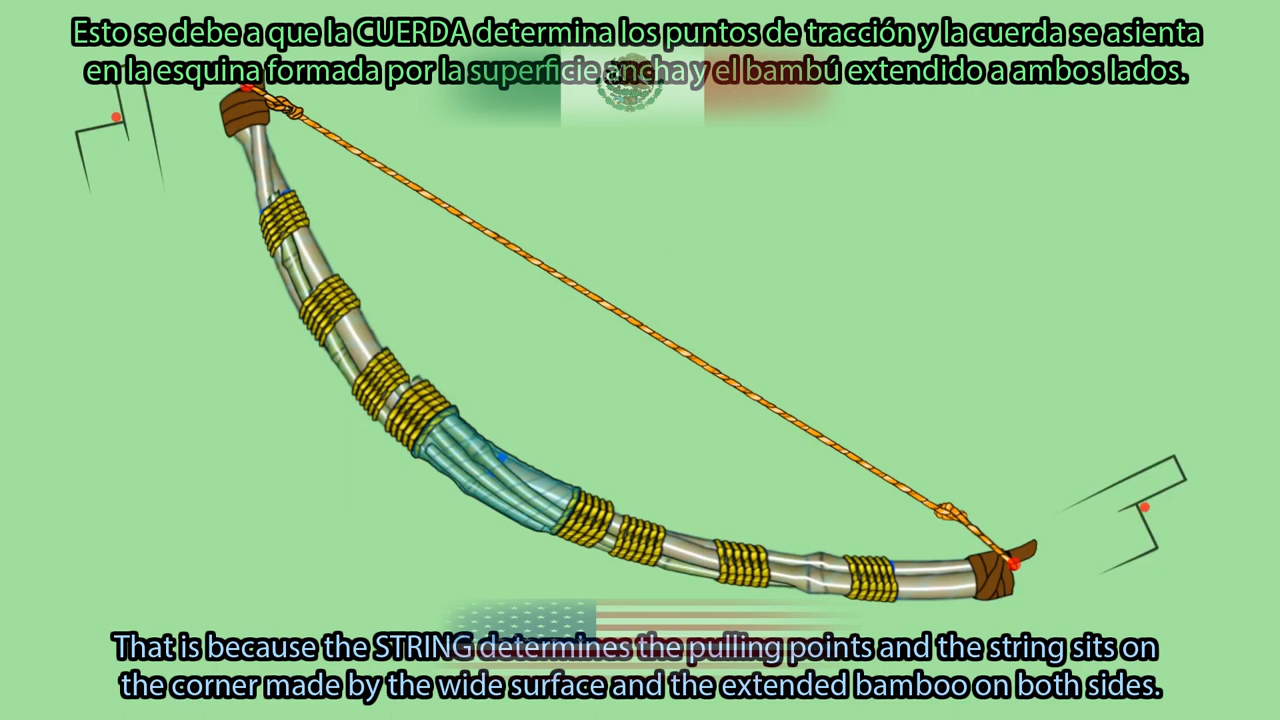 Esto se debe a que la CUERDA determina los puntos de tracción y la cuerda se asienta
en la esquina formada por la superficie ancha y el bambú extendido a ambos lados.
That is because the STRING determines the pulling points and the string sits on
the corner made by the wide surface and the extended bamboo on both sides.